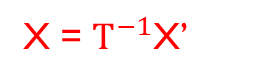 X = T⁻¹X’